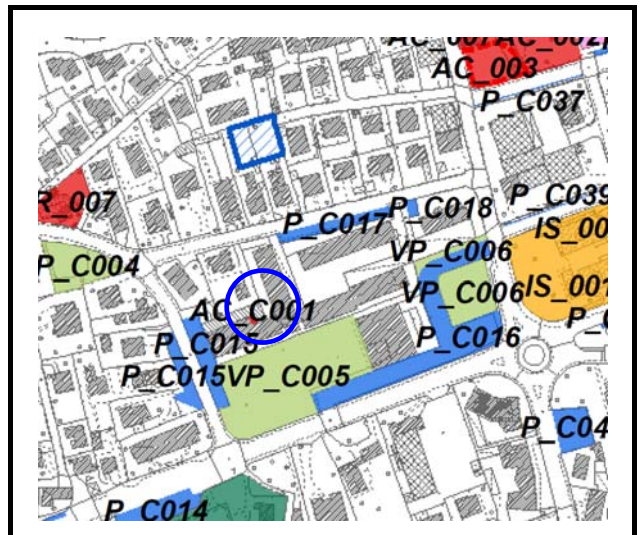 AC_003
P_C037
R_007
P_C017
P_C018
P_C039
IS_00
P_C004
VP_C006
AC_C001
VP_C006
IS_001
P_C015
P_C016
P_C015
VP_C005
P_C04
P_C014